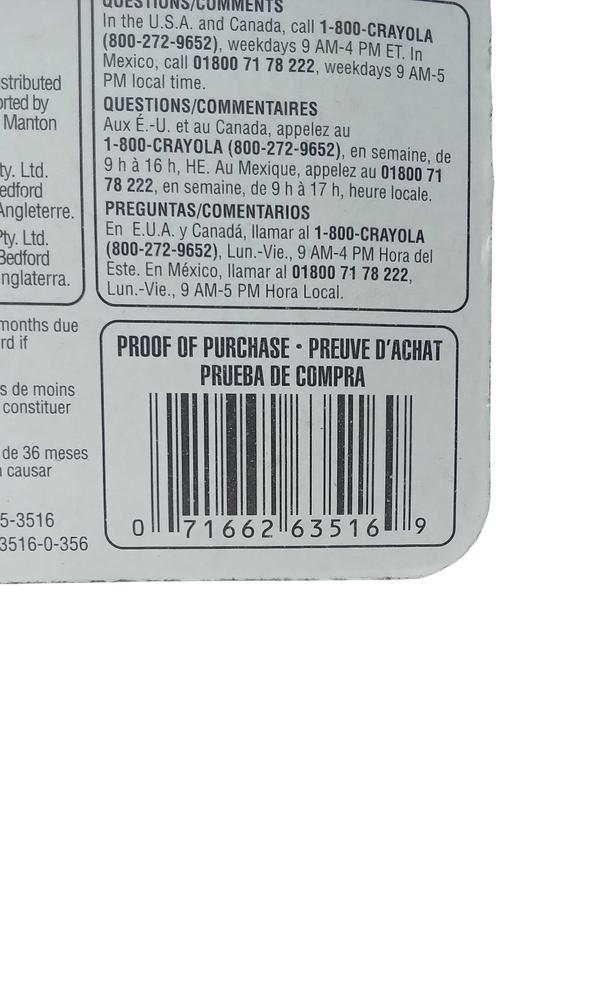 QUESTIONS/COMMENTS
In the U.S.A. and Canada, call 1-800-CRAYOLA
(800-272-9652), weekdays 9 AM-4 PM ET. In
Mexico, call 01800 71 78 222, weekdays 9 AM-5
PM local time.
QUESTIONS/COMMENTAIRES
Aux É.-U. et au Canada, appelez au
1-800-CRAYOLA (800-272-9652), en semaine, de
9 h à 16 h, HE. Au Mexique, appelez au 01800 71
78 222, en semaine, de 9 h à 17 h, heure locale.
PREGUNTAS/COMENTARIOS
En E.U.A. y Canadá, llamar al 1-800-CRAYOLA
(800-272-9652), Lun.-Vie., 9 AM-4 PM Hora del
Este. En México, llamar al 01800 71 78 222,
Lun.-Vie., 9 AM-5 PM Hora Local.
stributed
orted by
Manton
ty. Ltd.
edford
Angleterre.
Pty. Ltd.
Bedford
nglaterra.
months due
rd if
s de moins
constituer
de 36 meses
causar
5-3516
3516-0-356
PROOF OF PURCHASE • PREUVE D'ACHAT
PRUEBA DE COMPRA
0 71662 63516 9